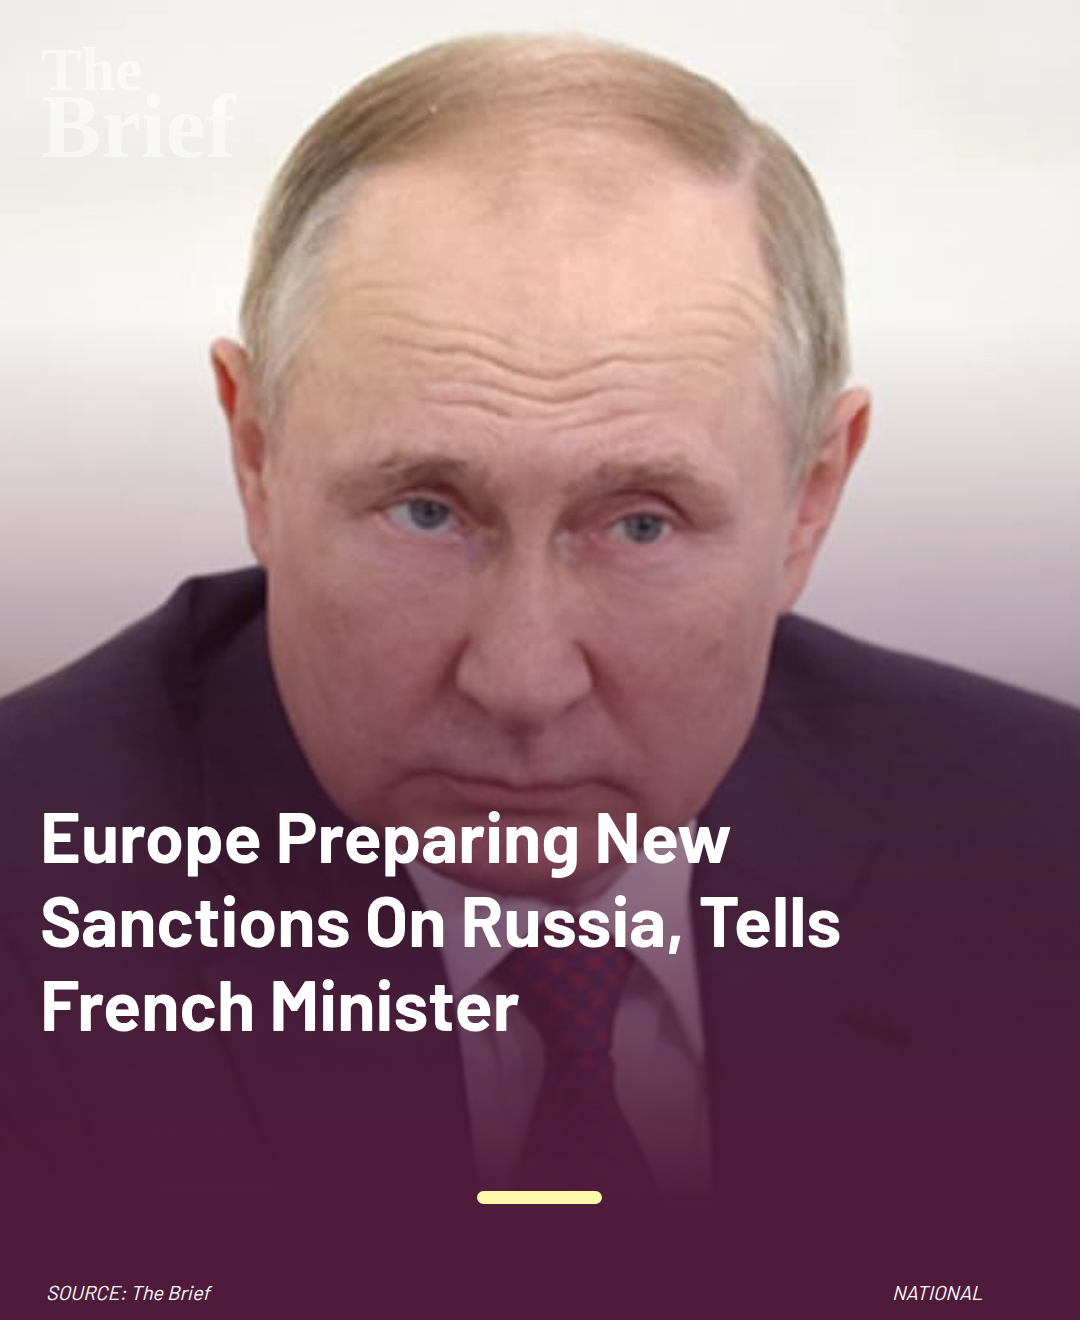 The
Brief
Europe Preparing New
Sanctions On Russia, Tells
French Minister
SOURCE: The Brief
NATIONAL